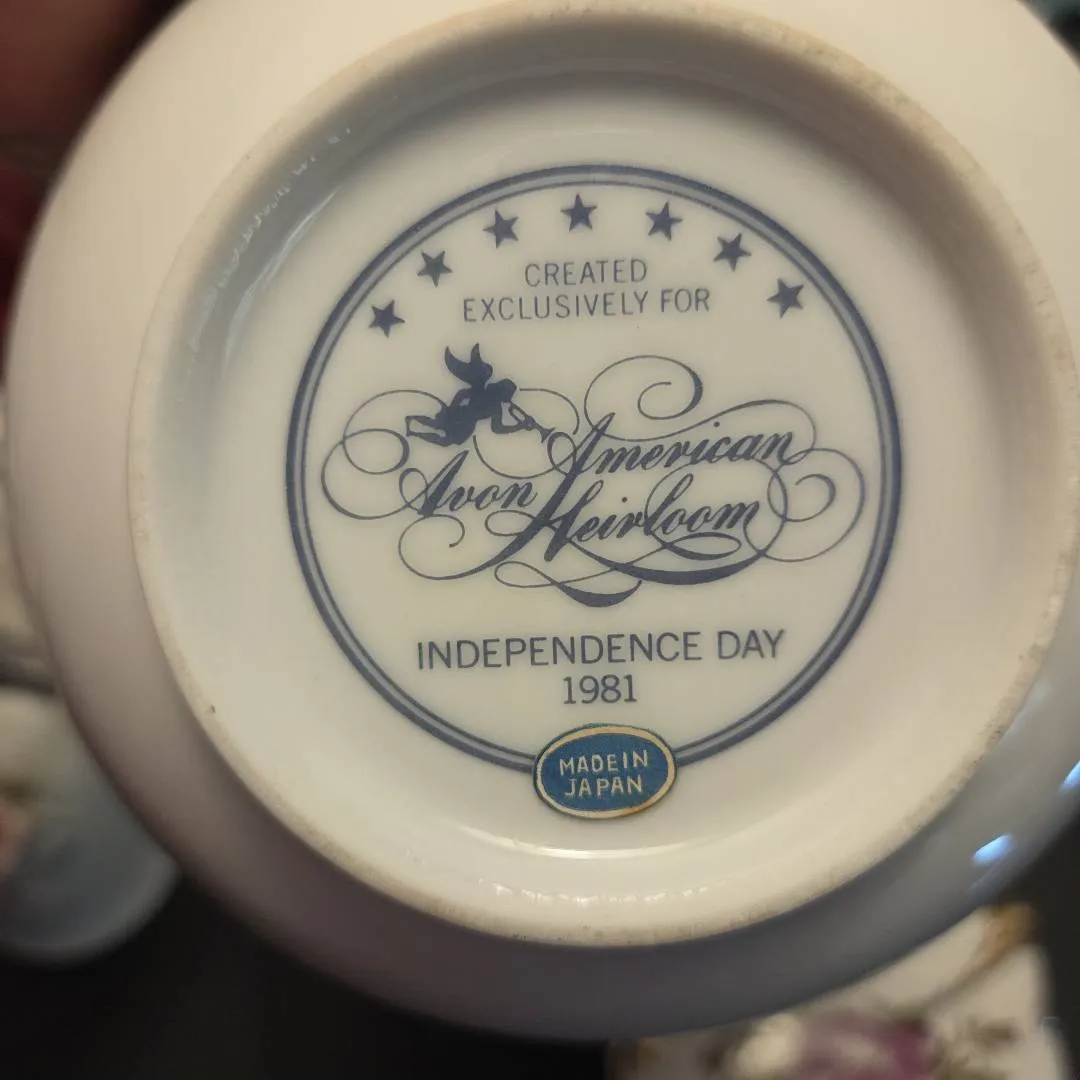 CREATED
EXCLUSIVELY FOR
Avon American
Heirloom
INDEPENDENCE DAY
1981
MADE IN
JAPAN